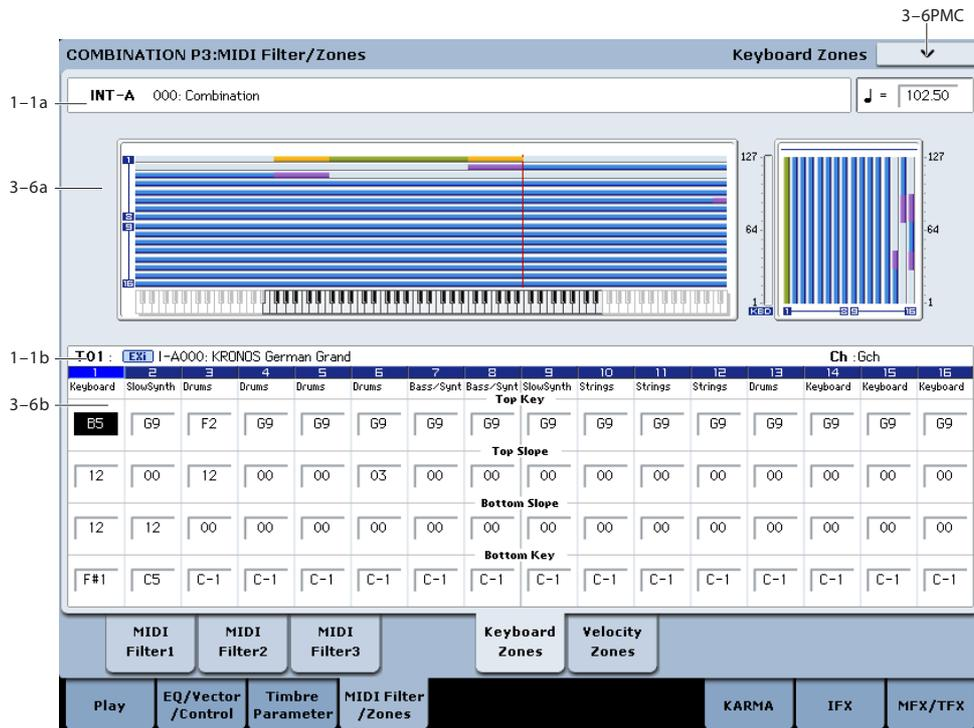 3–6PMC
COMBINATION P3:MIDI Filter/Zones Keyboard Zones
1–1a
INT-A 000: Combination ♩ = 102.50
3–6a
1 8 9 16
127 64 1 KBD
1 8 9 16
127 64 1
1–1b
T01 : EXi I-A000: KRONOS German Grand Ch :Gch
1 2 3 4 5 6 7 8 9 10 11 12 13 14 15 16
Keyboard SlowSynth Drums Drums Drums Drums Bass/Synt Bass/Synt SlowSynth Strings Strings Strings Drums Keyboard Keyboard Keyboard
3–6b
Top Key
B5 G9 F2 G9 G9 G9 G9 G9 G9 G9 G9 G9 G9 G9 G9 G9
Top Slope
12 00 12 00 00 03 00 00 00 00 00 00 00 00 00 00
Bottom Slope
12 12 00 00 00 00 00 00 00 00 00 00 00 00 00 00
Bottom Key
F#1 C5 C-1 C-1 C-1 C-1 C-1 C-1 C-1 C-1 C-1 C-1 C-1 C-1 C-1 C-1
MIDI Filter1
MIDI Filter2
MIDI Filter3
Keyboard Zones
Velocity Zones
Play
EQ/Vector /Control
Timbre Parameter
MIDI Filter /Zones
KARMA
IFX
MFX/TFX